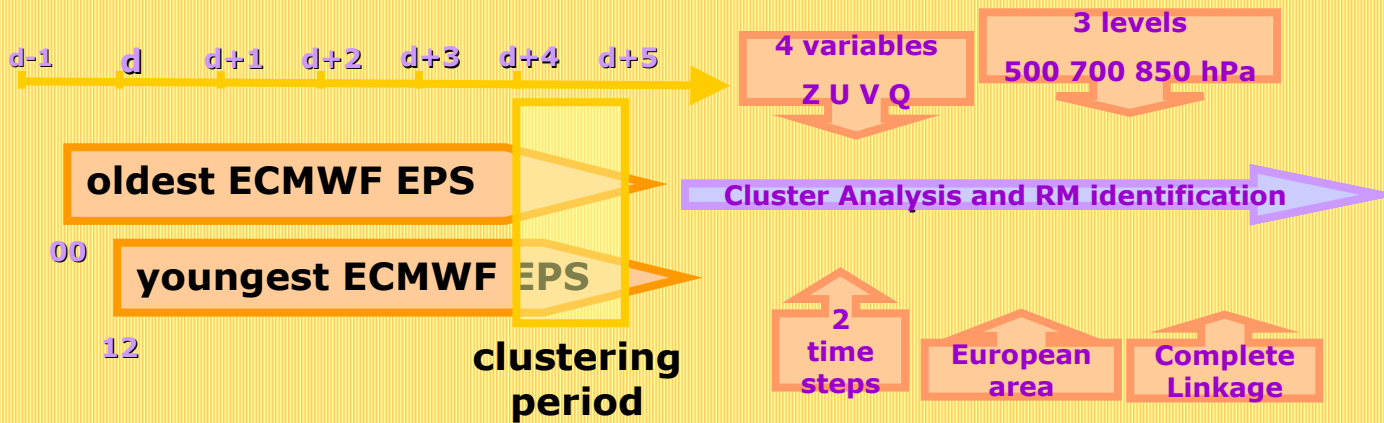 d-1 d d+1 d+2 d+3 d+4 d+5
4 variables
Z U V Q
3 levels
500 700 850 hPa
oldest ECMWF EPS
Cluster Analysis and RM identification
00
youngest ECMWF EPS
12
clustering
period
2
time
steps
European
area
Complete
Linkage